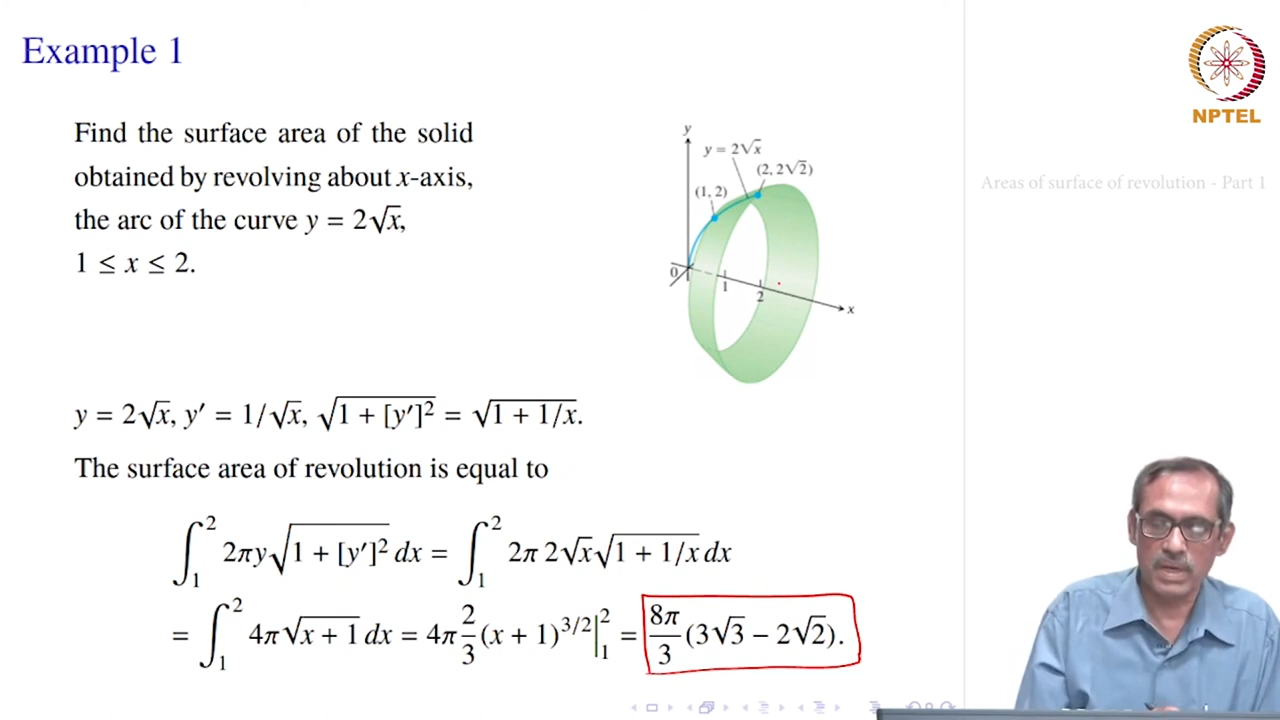 Example 1
NPTEL
Find the surface area of the solid
obtained by revolving about x-axis,
the arc of the curve y = 2√x,
1 ≤ x ≤ 2.
y
y = 2√x
(2, 2√2)
(1, 2)
0
1
2
x
Areas of surface of revolution - Part 1
y = 2√x, y′ = 1/√x, √(1 + [y′]²) = √(1 + 1/x).
The surface area of revolution is equal to
∫₁² 2πy√(1 + [y′]²) dx = ∫₁² 2π 2√x√(1 + 1/x) dx
= ∫₁² 4π√(x + 1) dx = 4π 2/3 (x + 1)^{3/2}|₁² = 8π/3 (3√3 − 2√2).